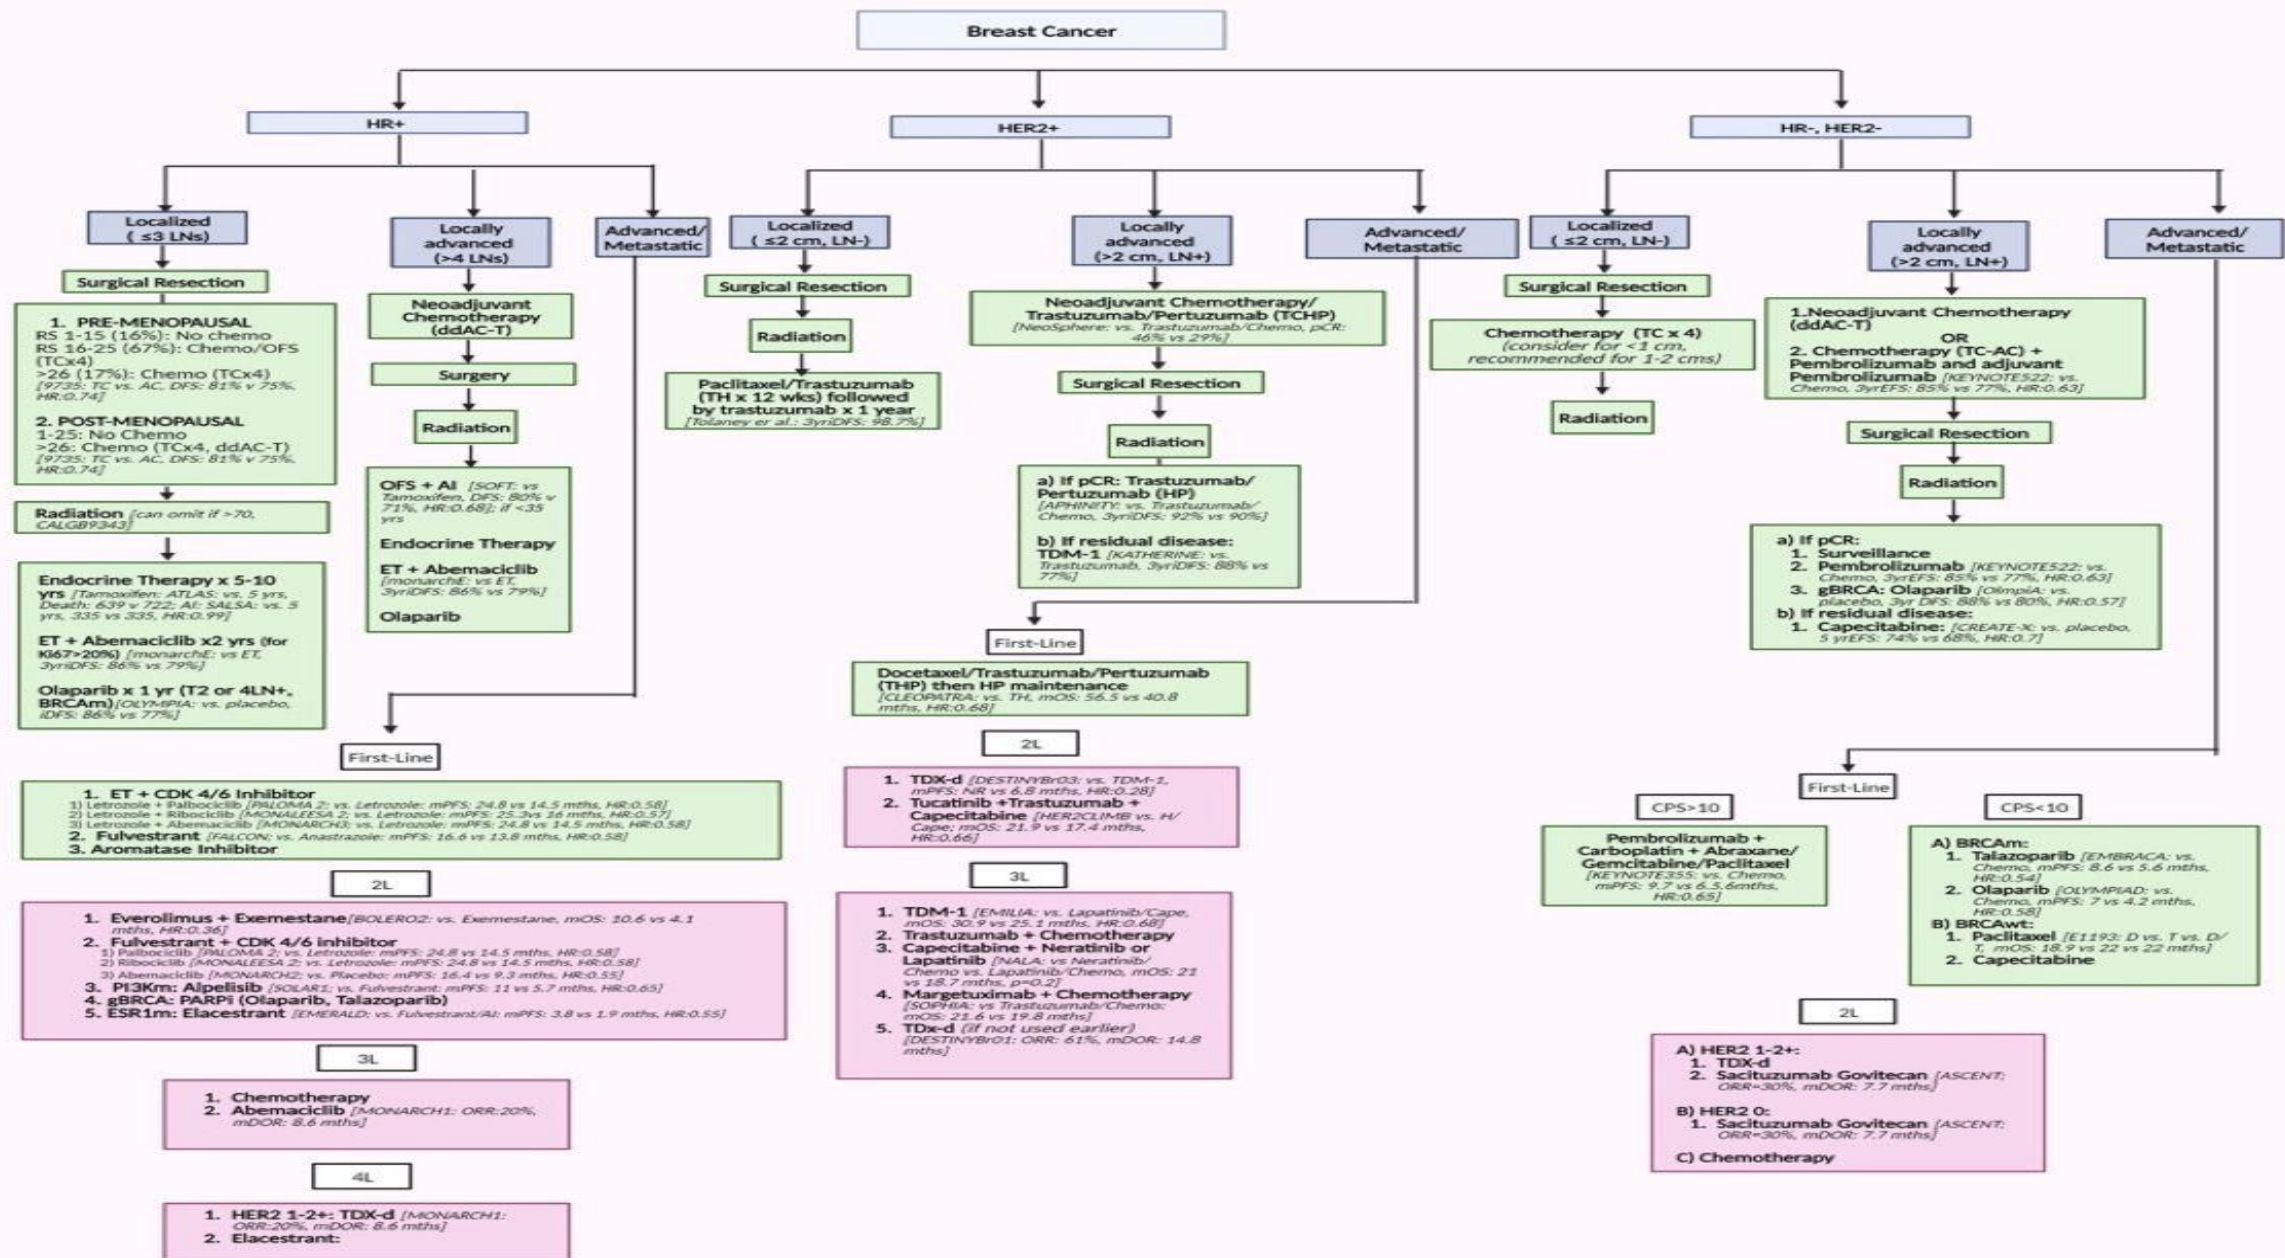 Breast Cancer
HR+
HER2+
HR-, HER2-
Localized
( ≤3 LNs)
Surgical Resection
1. PRE-MENOPAUSAL
RS 1-15 (16%): No chemo
RS 16-25 (67%): Chemo/OFS
(TCx4)
>26 (17%): Chemo (TCx4)
[9735: TC vs. AC, DFS: 81% v 75%,
HR:0.74]
2. POST-MENOPAUSAL
1-25: No Chemo
>26: Chemo (TCx4, ddAC-T)
[9735: TC vs. AC, DFS: 81% v 75%,
HR:0.74]
Radiation [can omit if >70,
CALGB9343]
Endocrine Therapy x 5-10
yrs [Tamoxifen: ATLAS: vs. 5 yrs,
Death: 639 v 722; AI: SALSA: vs. 5
yrs, 335 vs 335, HR:0.99]
ET + Abemaciclib x2 yrs (for
Ki67>20%) [monarchE: vs ET,
3yriDFS: 86% vs 79%]
Olaparib x 1 yr (T2 or 4LN+,
BRCAm)[OLYMPIA: vs. placebo,
iDFS: 86% vs 77%]
Locally
advanced
(>4 LNs)
Neoadjuvant
Chemotherapy
(ddAC-T)
Surgery
Radiation
OFS + AI [SOFT: vs
Tamoxifen, DFS: 80% v
71%, HR:0.68]; if <35
yrs
Endocrine Therapy
ET + Abemaciclib
[monarchE: vs ET,
3yriDFS: 86% vs 79%]
Olaparib
Advanced/
Metastatic
First-Line
1. ET + CDK 4/6 Inhibitor
1) Letrozole + Palbociclib [PALOMA 2; vs. Letrozole: mPFS: 24.8 vs 14.5 mths, HR:0.58]
2) Letrozole + Ribociclib [MONALEESA 2; vs. Letrozole: mPFS: 25.3vs 16 mths, HR:0.57]
3) Letrozole + Abemaciclib [MONARCH3; vs. Letrozole: mPFS: 24.8 vs 14.5 mths, HR:0.58]
2. Fulvestrant [FALCON; vs. Anastrazole: mPFS: 16.6 vs 13.8 mths, HR:0.58]
3. Aromatase Inhibitor
2L
1. Everolimus + Exemestane[BOLERO2: vs. Exemestane, mOS: 10.6 vs 4.1
mths, HR:0.36]
2. Fulvestrant + CDK 4/6 inhibitor
1) Palbociclib [PALOMA 2; vs. Letrozole: mPFS: 24.8 vs 14.5 mths, HR:0.58]
2) Ribociclib [MONALEESA 2; vs. Letrozole: mPFS: 24.8 vs 14.5 mths, HR:0.58]
3) Abemaciclib [MONARCH2; vs. Placebo: mPFS: 16.4 vs 9.3 mths, HR:0.55]
3. PI3Km: Alpelisib [SOLAR1; vs. Fulvestrant: mPFS: 11 vs 5.7 mths, HR:0.65]
4. gBRCA: PARPi (Olaparib, Talazoparib)
5. ESR1m: Elacestrant [EMERALD; vs. Fulvestrant/AI: mPFS: 3.8 vs 1.9 mths, HR:0.55]
3L
1. Chemotherapy
2. Abemaciclib [MONARCH1: ORR:20%,
mDOR: 8.6 mths]
4L
1. HER2 1-2+: TDX-d [MONARCH1:
ORR:20%, mDOR: 8.6 mths]
2. Elacestrant:
Localized
( ≤2 cm, LN-)
Surgical Resection
Radiation
Paclitaxel/Trastuzumab
(TH x 12 wks) followed
by trastuzumab x 1 year
[Tolaney er al.: 3yriDFS: 98.7%]
Locally
advanced
(>2 cm, LN+)
Neoadjuvant Chemotherapy/
Trastuzumab/Pertuzumab (TCHP)
[NeoSphere: vs. Trastuzumab/Chemo, pCR:
46% vs 29%]
Surgical Resection
Radiation
a) If pCR: Trastuzumab/
Pertuzumab (HP)
[APHINITY: vs. Trastuzumab/
Chemo, 3yriDFS: 92% vs 90%]
b) If residual disease:
TDM-1 [KATHERINE: vs.
Trastuzumab, 3yriDFS: 88% vs
77%]
Advanced/
Metastatic
First-Line
Docetaxel/Trastuzumab/Pertuzumab
(THP) then HP maintenance
[CLEOPATRA: vs. TH, mOS: 56.5 vs 40.8
mths, HR:0.68]
2L
1. TDX-d [DESTINYBr03: vs. TDM-1,
mPFS: NR vs 6.8 mths, HR:0.28]
2. Tucatinib +Trastuzumab +
Capecitabine [HER2CLIMB vs. H/
Cape; mOS: 21.9 vs 17.4 mths,
HR:0.66]
3L
1. TDM-1 [EMILIA: vs. Lapatinib/Cape,
mOS: 30.9 vs 25.1 mths, HR:0.68]
2. Trastuzumab + Chemotherapy
3. Capecitabine + Neratinib or
Lapatinib [NALA: vs Neratinib/
Chemo vs. Lapatinib/Chemo, mOS: 21
vs 18.7 mths, p=0.2]
4. Margetuximab + Chemotherapy
[SOPHIA: vs Trastuzumab/Chemo:
mOS: 21.6 vs 19.8 mths]
5. TDx-d (if not used earlier)
[DESTINYBr01: ORR: 61%, mDOR: 14.8
mths]
Localized
( ≤2 cm, LN-)
Surgical Resection
Chemotherapy (TC x 4)
(consider for <1 cm,
recommended for 1-2 cms)
Radiation
Locally
advanced
(>2 cm, LN+)
1.Neoadjuvant Chemotherapy
(ddAC-T)
OR
2. Chemotherapy (TC-AC) +
Pembrolizumab and adjuvant
Pembrolizumab [KEYNOTE522: vs.
Chemo, 3yrEFS: 85% vs 77%, HR:0.63]
Surgical Resection
Radiation
a) If pCR:
1. Surveillance
2. Pembrolizumab [KEYNOTE522: vs.
Chemo, 3yrEFS: 85% vs 77%, HR:0.63]
3. gBRCA: Olaparib [OlmpiA: vs.
placebo, 3yr DFS: 88% vs 80%, HR:0.57]
b) If residual disease:
1. Capecitabine: [CREATE-X: vs. placebo,
5 yrEFS: 74% vs 68%, HR:0.7]
Advanced/
Metastatic
First-Line
CPS>10
Pembrolizumab +
Carboplatin + Abraxane/
Gemcitabine/Paclitaxel
[KEYNOTE355: vs. Chemo,
mPFS: 9.7 vs 6.5.6mths,
HR:0.65]
CPS<10
A) BRCAm:
1. Talazoparib [EMBRACA: vs.
Chemo, mPFS: 8.6 vs 5.6 mths,
HR:0.54]
2. Olaparib [OLYMPIAD: vs.
Chemo, mPFS: 7 vs 4.2 mths,
HR:0.58]
B) BRCAwt:
1. Paclitaxel [E1193: D vs. T vs. D/
T, mOS: 18.9 vs 22 vs 22 mths]
2. Capecitabine
2L
A) HER2 1-2+:
1. TDX-d
2. Sacituzumab Govitecan [ASCENT:
ORR=30%, mDOR: 7.7 mths]
B) HER2 0:
1. Sacituzumab Govitecan [ASCENT:
ORR=30%, mDOR: 7.7 mths]
C) Chemotherapy